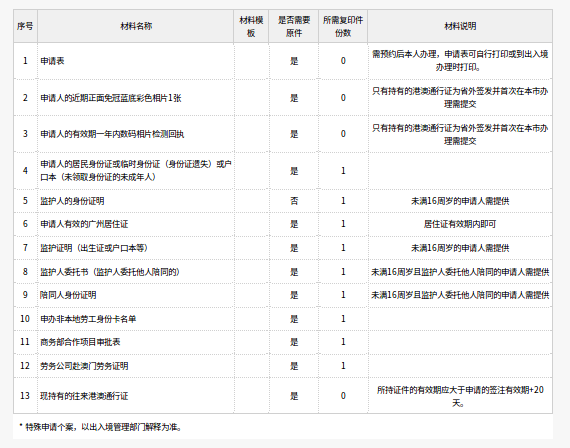 序号 材料名称 材料模板 是否需要原件 所需复印件份数 材料说明
1 申请表 是 0 需预约后本人办理，申请表可自行打印或到出入境办理时打印。
2 申请人的近期正面免冠蓝底彩色相片1张 是 0 只有持有的港澳通行证为省外签发并首次在本市办理需提交
3 申请人的有效期一年内数码相片检测回执 是 0 只有持有的港澳通行证为省外签发并首次在本市办理需提交
4 申请人的居民身份证或临时身份证（身份证遗失）或户口本（未领取身份证的未成年人） 是 1
5 监护人的身份证明 否 1 未满16周岁的申请人需提供
6 申请人有效的广州居住证 是 1 居住证有效期内即可
7 监护证明（出生证或户口本等） 是 1 未满16周岁的申请人需提供
8 监护人委托书（监护人委托他人陪同的） 是 1 未满16周岁且监护人委托他人陪同的申请人需提供
9 陪同人身份证明 是 1 未满16周岁且监护人委托他人陪同的申请人需提供
10 申办非本地劳工身份卡名单 是 1
11 商务部合作项目审批表 是 1
12 劳务公司赴澳门劳务证明 是 1
13 现持有的往来港澳通行证 是 0 所持证件的有效期应大于申请的签注有效期+20天。
* 特殊申请个案，以出入境管理部门解释为准。